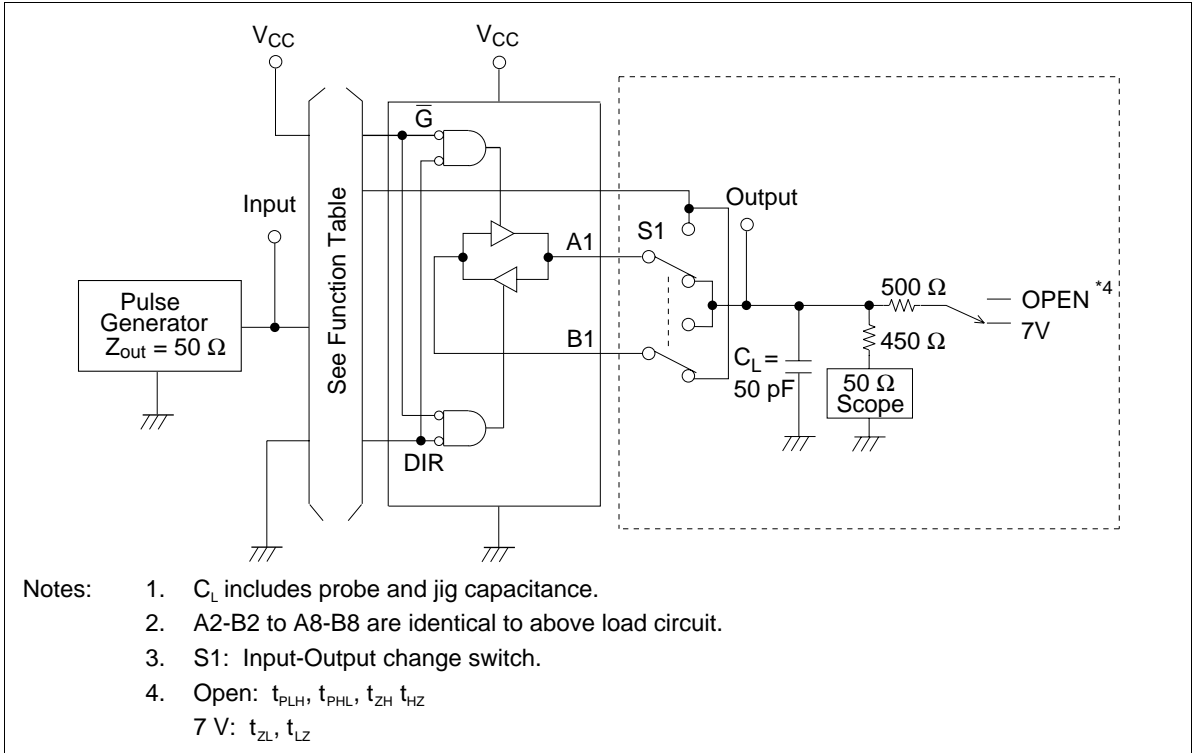 VCC
VCC
G̅
Input
See Function Table
Output
S1
A1
Pulse
Generator
Zout = 50 Ω
B1
500 Ω
OPEN *4
7V
450 Ω
CL =
50 pF
50 Ω
Scope
DIR
Notes: 1. CL includes probe and jig capacitance.
2. A2-B2 to A8-B8 are identical to above load circuit.
3. S1: Input-Output change switch.
4. Open: tPLH, tPHL, tZH tHZ
7 V: tZL, tLZ